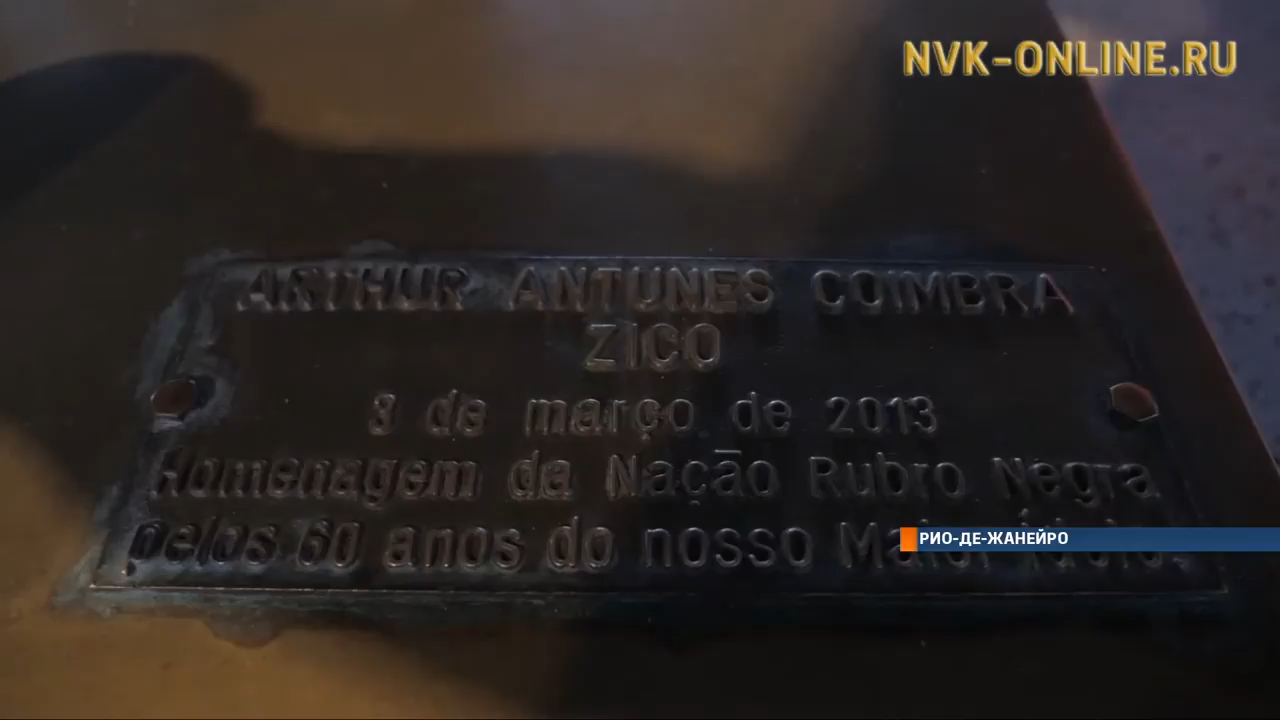 NVK-ONLINE.RU
ARTHUR ANTUNES COIMBRA
ZICO
3 de março de 2013
Homenagem da Nação Rubro Negra
pelos 60 anos do nosso Maior
РИО-ДЕ-ЖАНЕЙРО